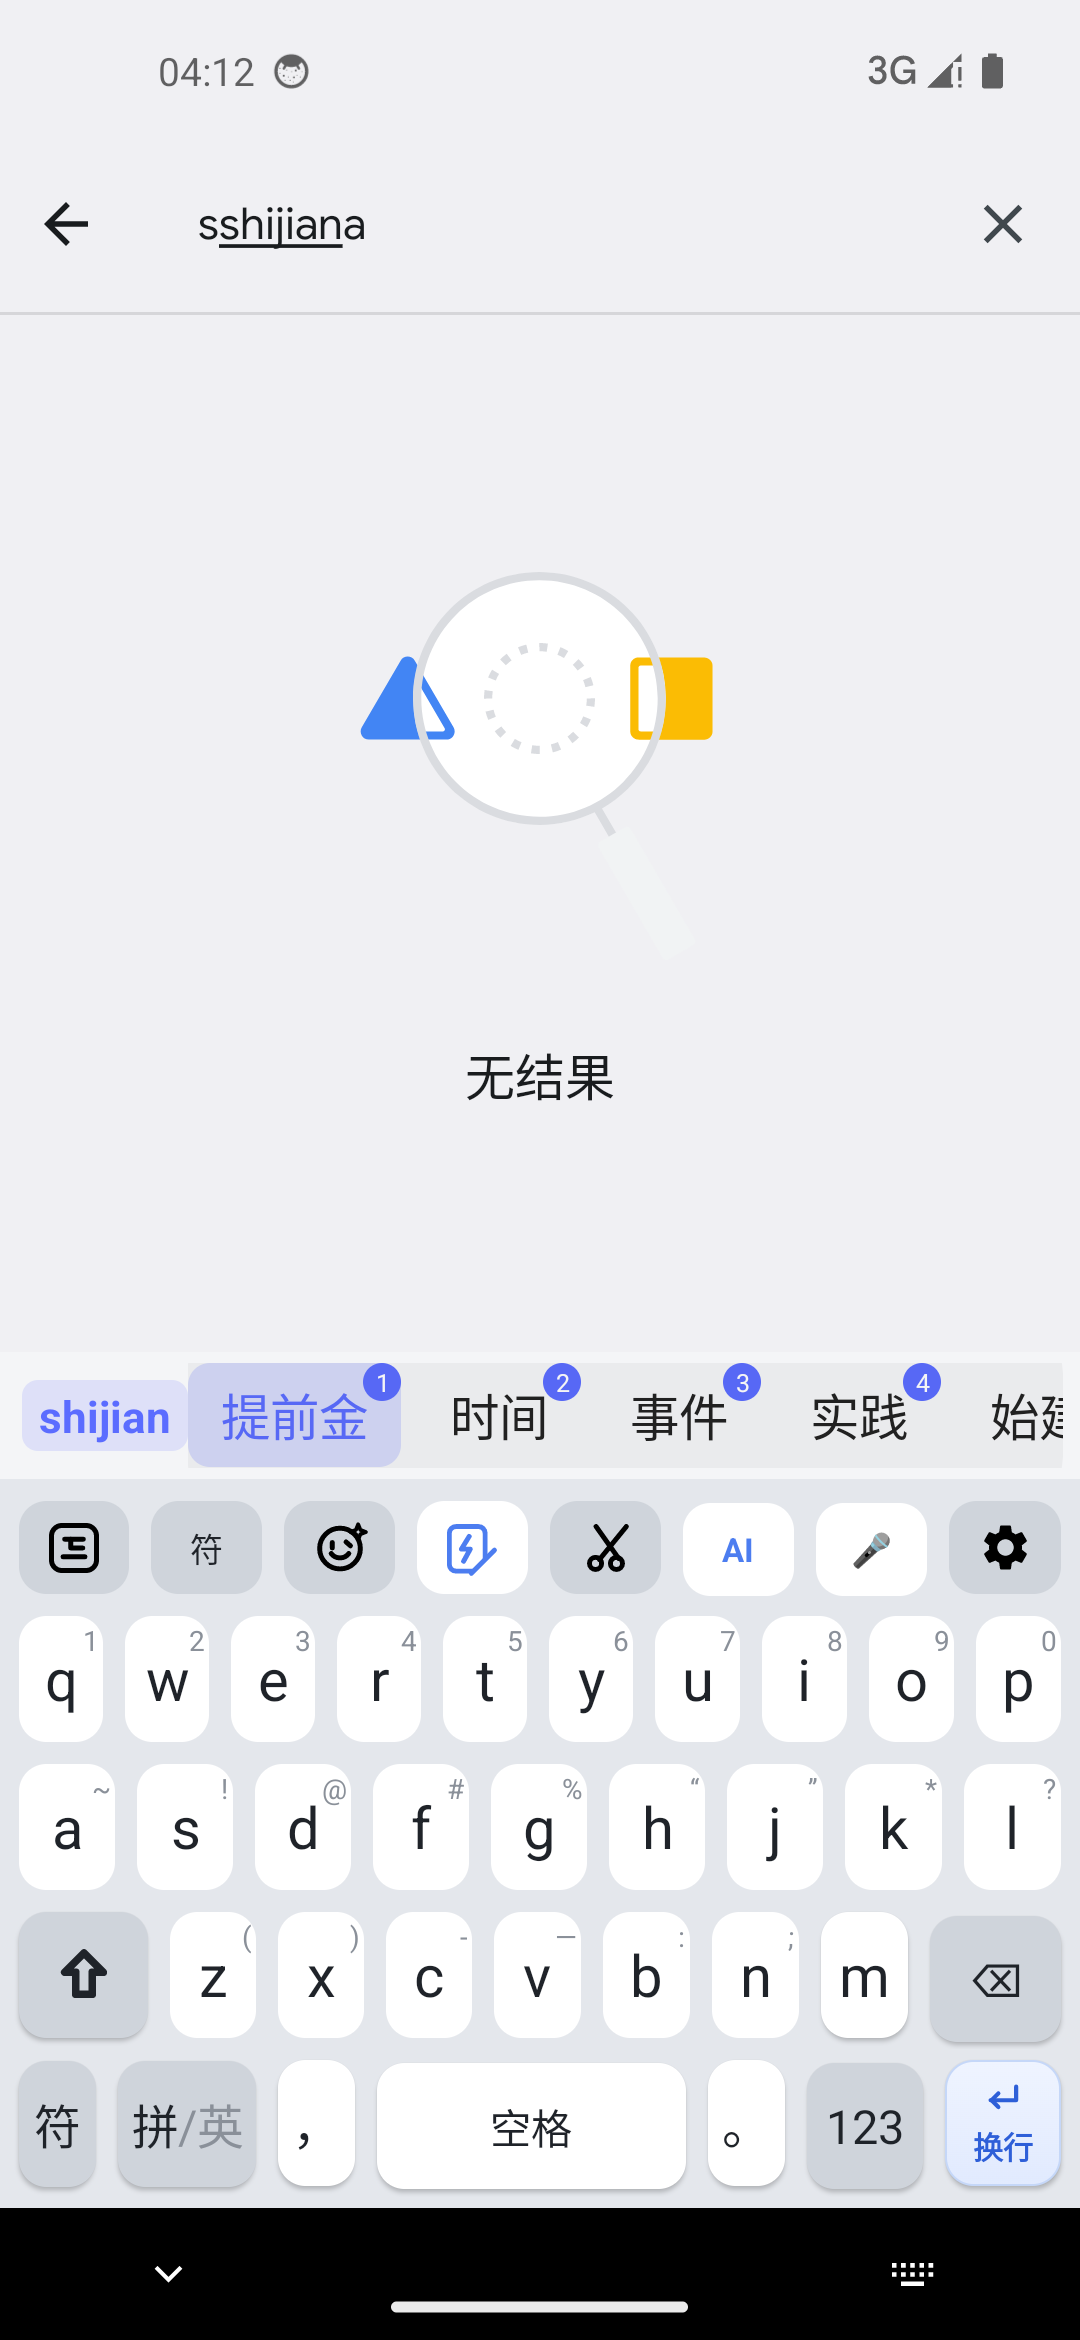 04:12 3G
sshijiana
无结果
shijian 提前金 1 时间 2 事件 3 实践 4
符 AI
q 1 w 2 e 3 r 4 t 5 y 6 u 7 i 8 o 9 p 0
a ~ s ! d @ f # g % h “ j ” k * l ?
z ( x ) c - v — b : n ; m
符 拼/英 ， 空格 。 123 换行